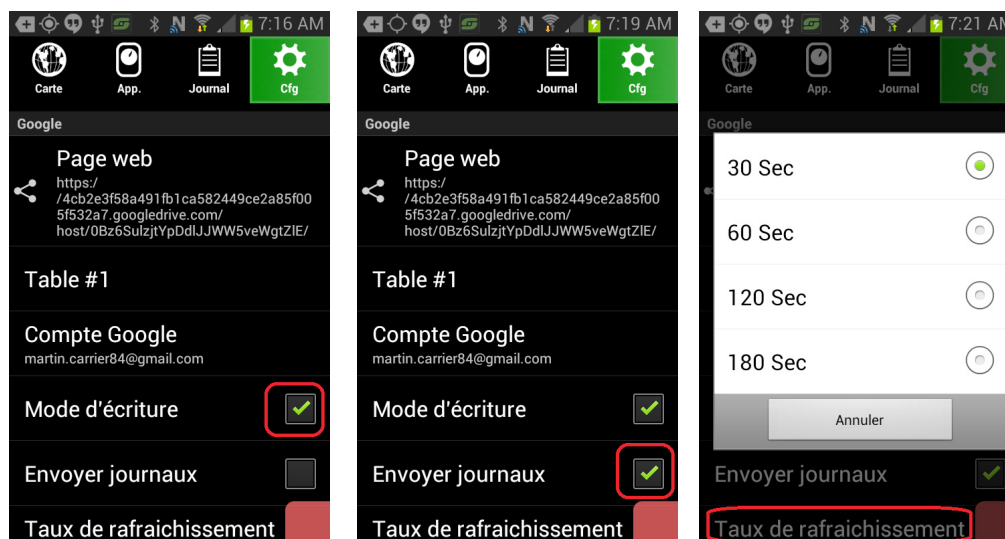 7:16 AM
Carte App. Journal Cfg
Google
Page web
https:/
/4cb2e3f58a491fb1ca582449ce2a85f00
5f532a7.googledrive.com/
host/0Bz6SulzjtYpDdlJJWW5veWgtZlE/
Table #1
Compte Google
martin.carrier84@gmail.com
Mode d'écriture
Envoyer journaux
Taux de rafraichissement
7:19 AM
Carte App. Journal Cfg
Google
Page web
https:/
/4cb2e3f58a491fb1ca582449ce2a85f00
5f532a7.googledrive.com/
host/0Bz6SulzjtYpDdlJJWW5veWgtZlE/
Table #1
Compte Google
martin.carrier84@gmail.com
Mode d'écriture
Envoyer journaux
Taux de rafraichissement
7:21 AM
Carte App. Journal Cfg
Google
30 Sec
60 Sec
120 Sec
180 Sec
Annuler
Envoyer journaux
Taux de rafraichissement